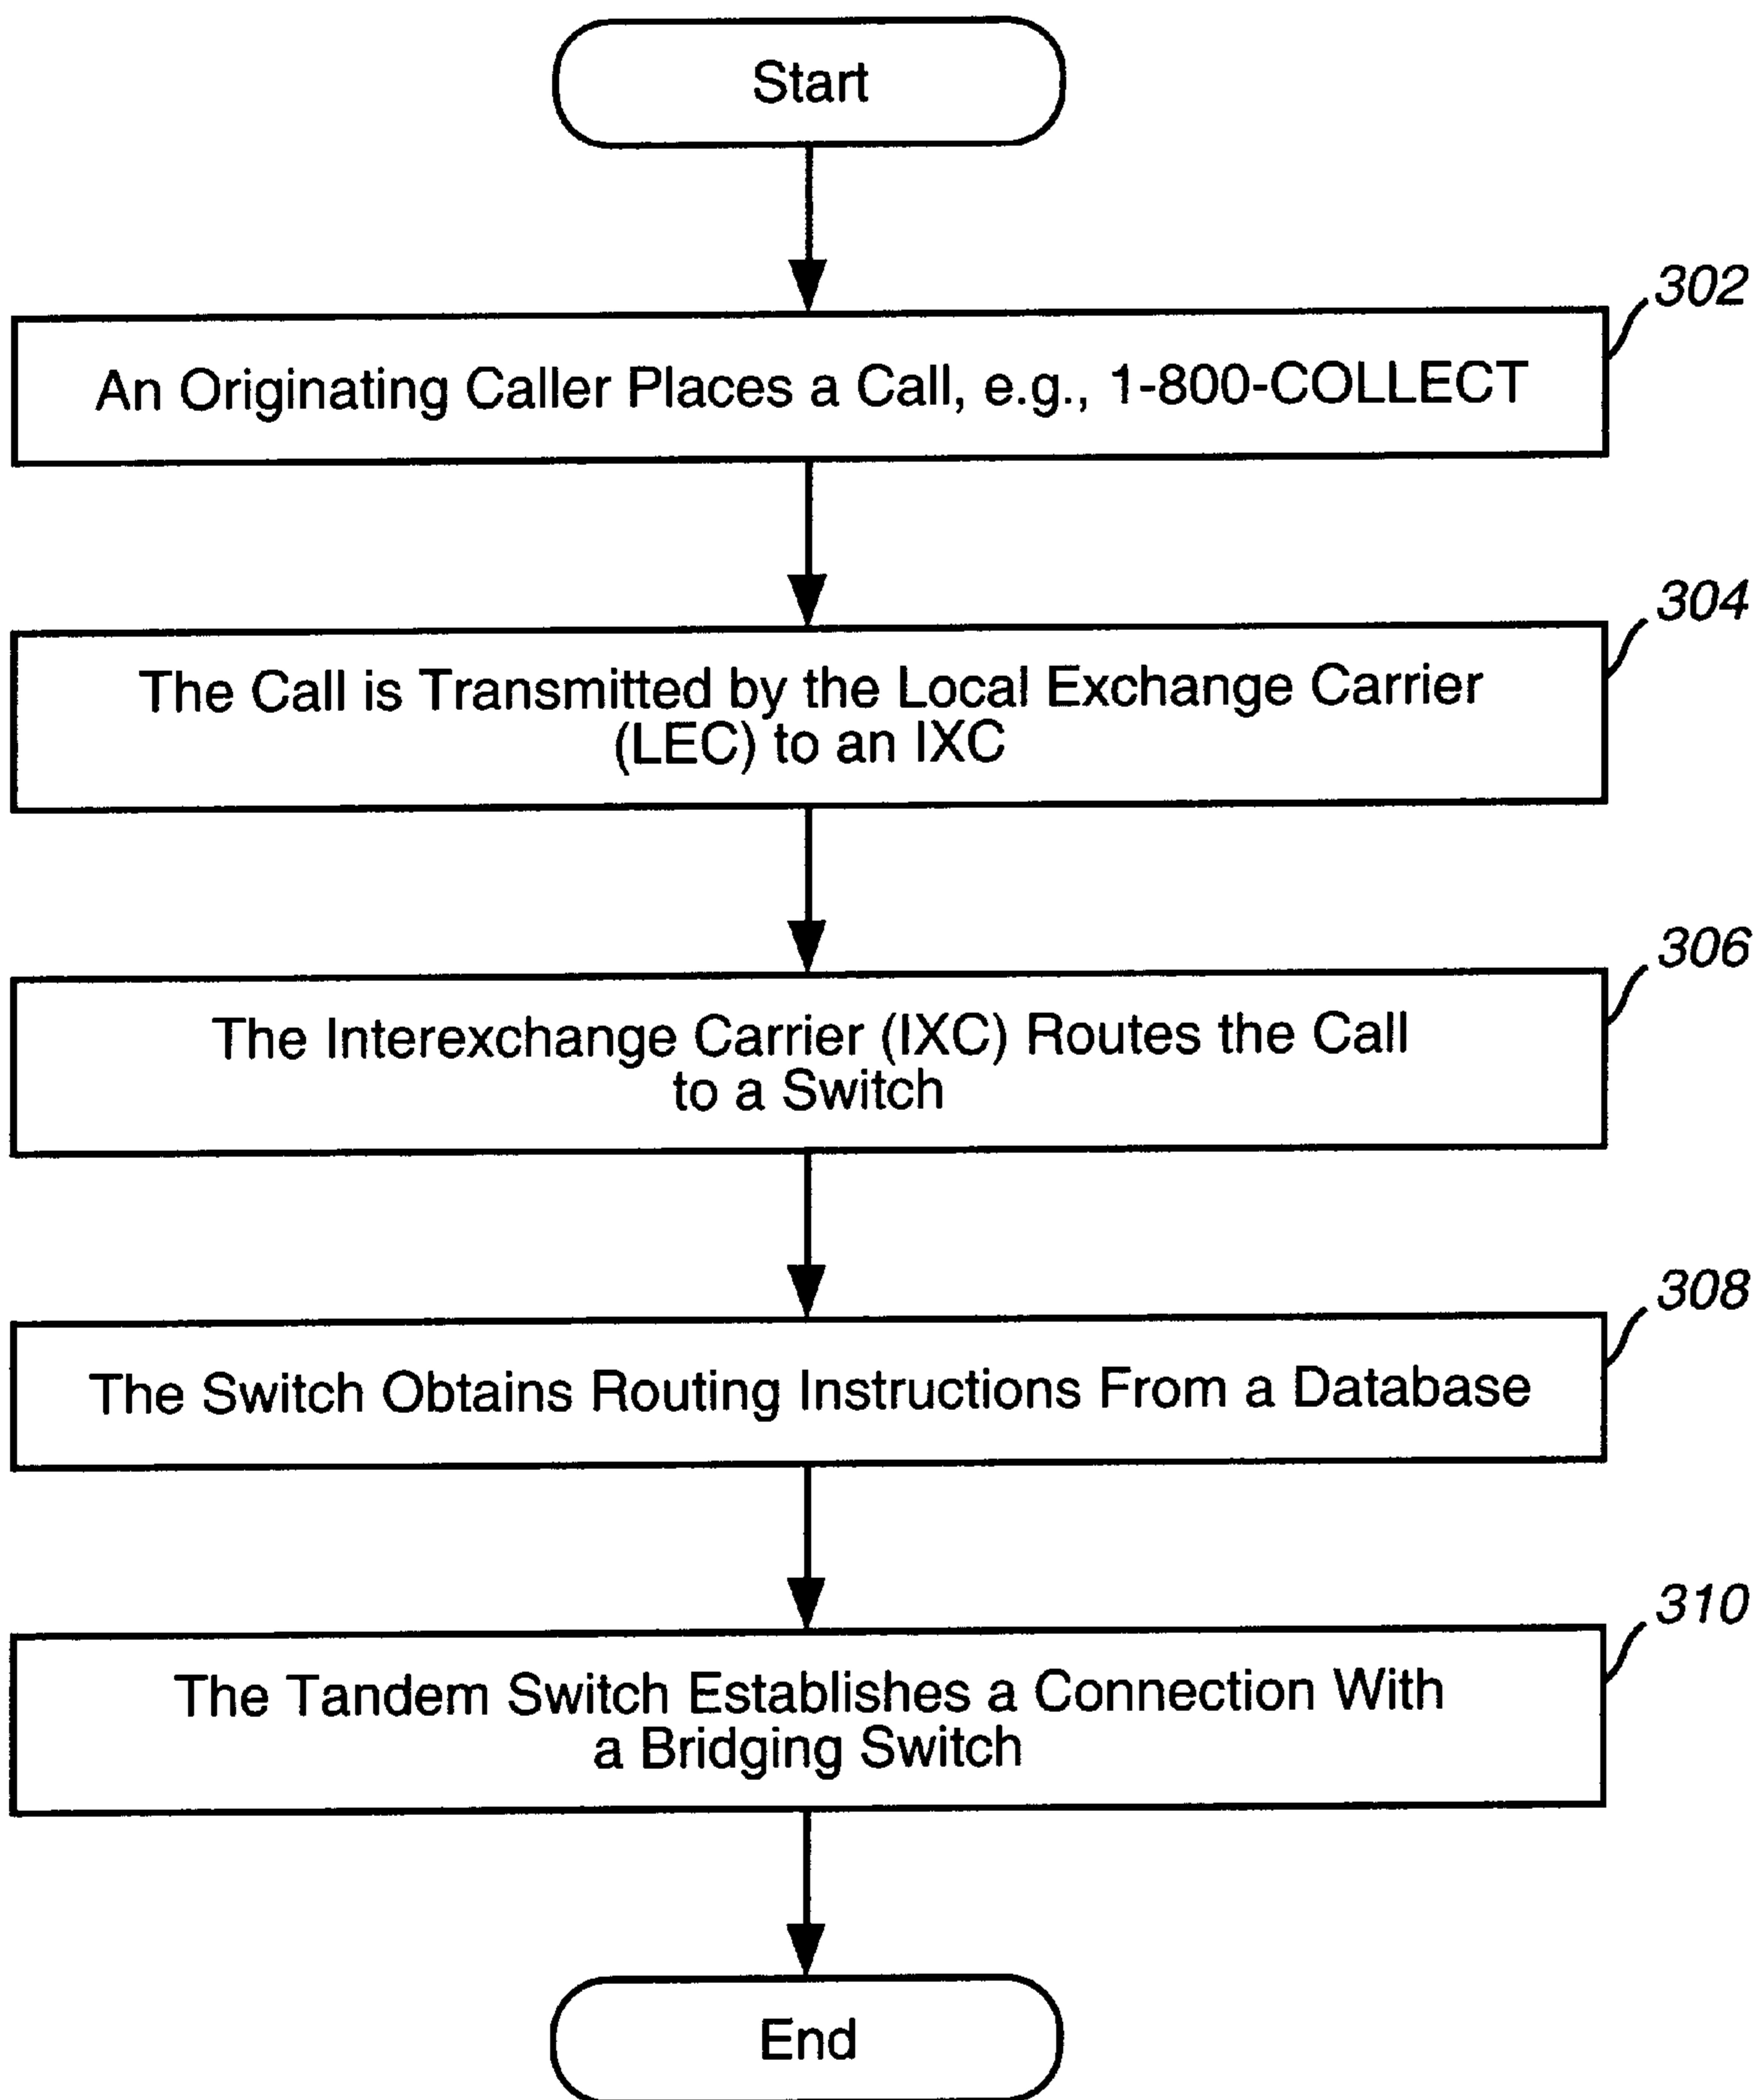 Start
302
An Originating Caller Places a Call, e.g., 1-800-COLLECT
304
The Call is Transmitted by the Local Exchange Carrier
(LEC) to an IXC
306
The Interexchange Carrier (IXC) Routes the Call
to a Switch
308
The Switch Obtains Routing Instructions From a Database
310
The Tandem Switch Establishes a Connection With
a Bridging Switch
End